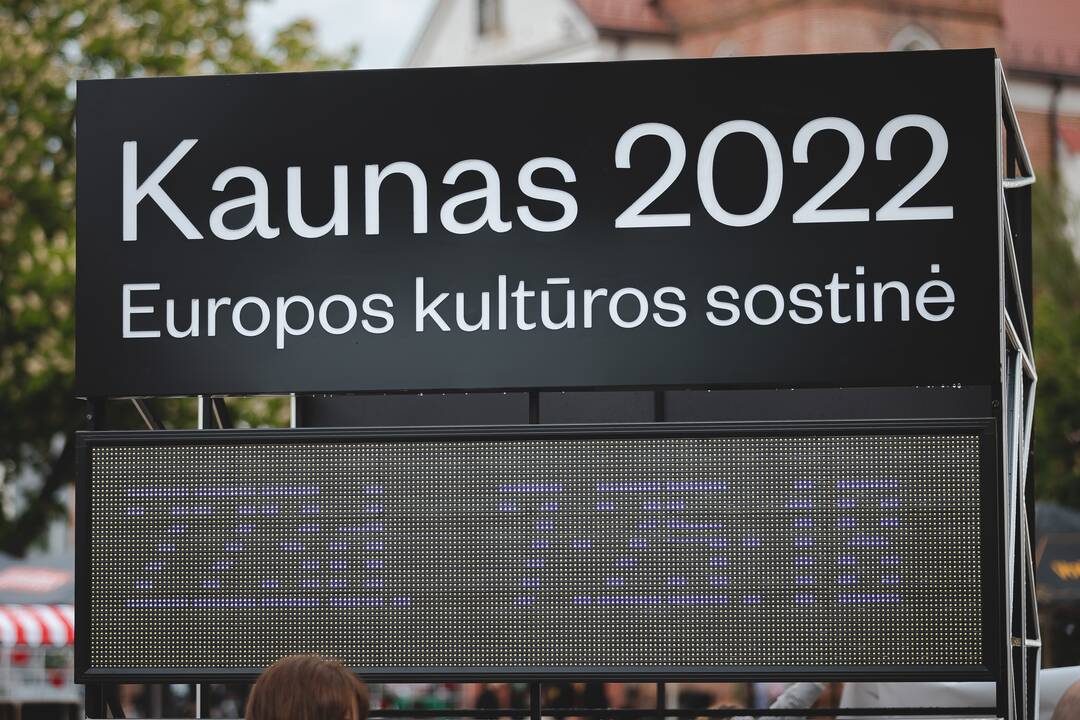 Kaunas 2022
Europos kultūros sostinė